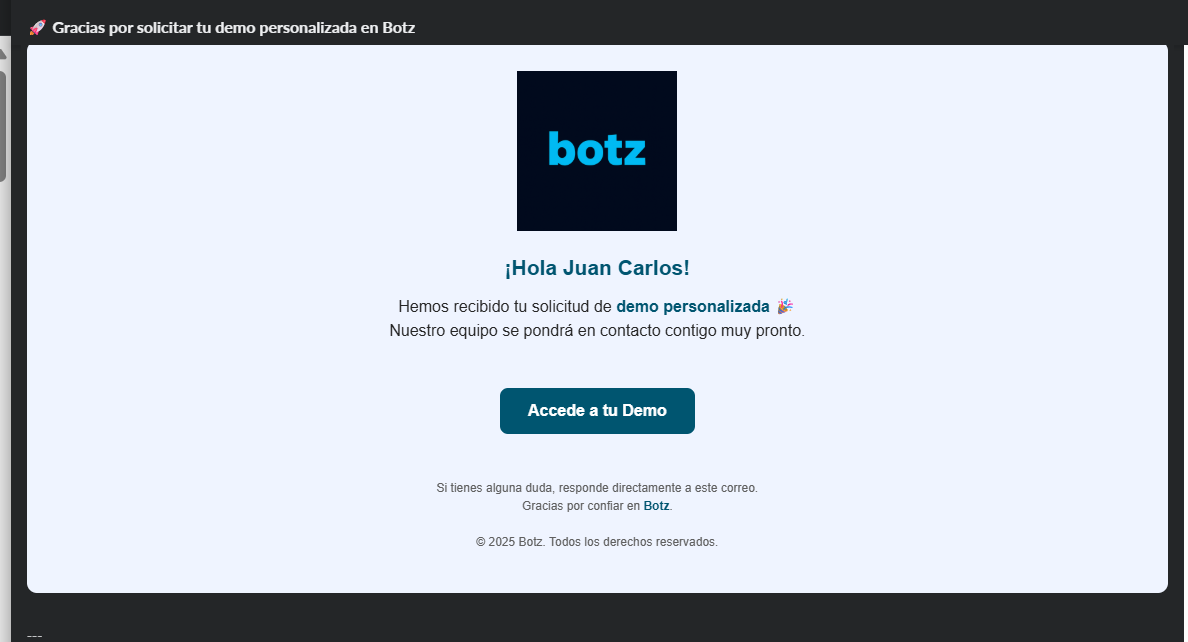 🚀 Gracias por solicitar tu demo personalizada en Botz
botz
¡Hola Juan Carlos!
Hemos recibido tu solicitud de demo personalizada 🎉
Nuestro equipo se pondrá en contacto contigo muy pronto.
Accede a tu Demo
Si tienes alguna duda, responde directamente a este correo.
Gracias por confiar en Botz.
© 2025 Botz. Todos los derechos reservados.
---